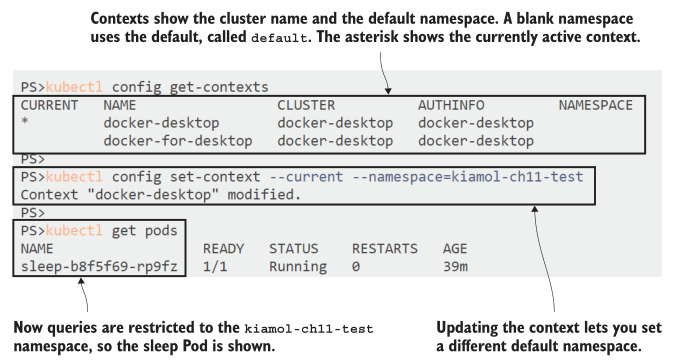 Contexts show the cluster name and the default namespace. A blank namespace
uses the default, called default. The asterisk shows the currently active context.
PS>kubectl config get-contexts
CURRENT NAME CLUSTER AUTHINFO NAMESPACE
* docker-desktop docker-desktop docker-desktop
docker-for-desktop docker-desktop docker-desktop
PS>
PS>kubectl config set-context --current --namespace=kiamol-ch11-test
Context "docker-desktop" modified.
PS>
PS>kubectl get pods
NAME READY STATUS RESTARTS AGE
sleep-b8f5f69-rp9fz 1/1 Running 0 39m
Now queries are restricted to the kiamol-ch11-test
namespace, so the sleep Pod is shown.
Updating the context lets you set
a different default namespace.